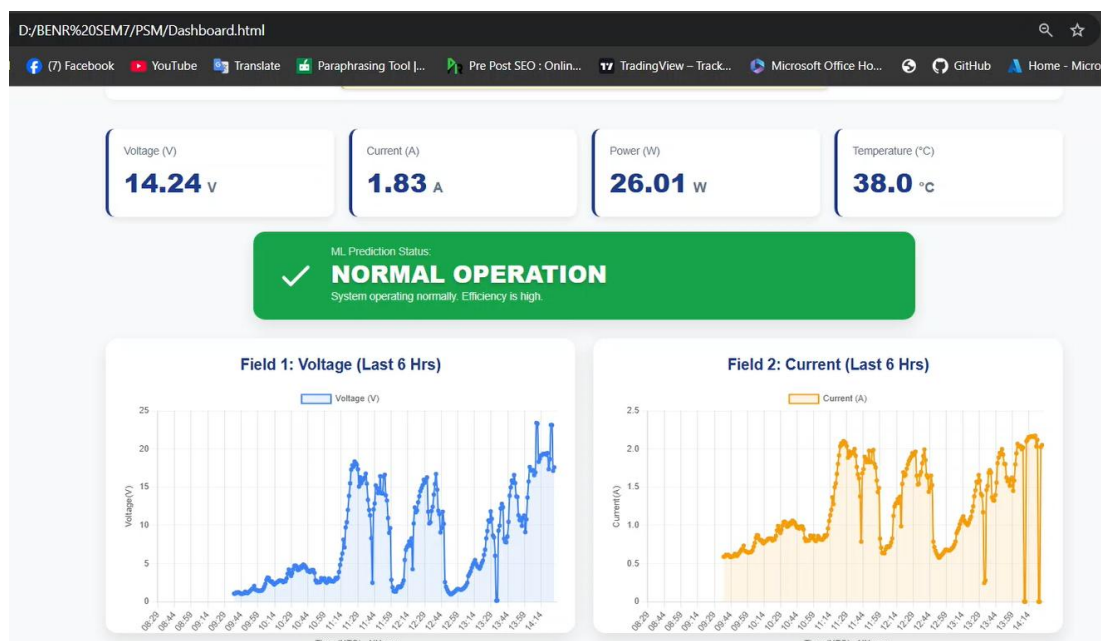 D:/BENR%20SEM7/PSM/Dashboard.html
(7) Facebook YouTube Translate Paraphrasing Tool |... Pre Post SEO : Onlin... TradingView – Track... Microsoft Office Ho... GitHub Home - Micro
Voltage (V)
14.24 V
Current (A)
1.83 A
Power (W)
26.01 W
Temperature (°C)
38.0 °C
ML Prediction Status:
NORMAL OPERATION
System operating normally. Efficiency is high.
Field 1: Voltage (Last 6 Hrs)
Voltage (V)
25
20
15
10
5
0
Voltage(V)
08:29 08:44 08:59 09:14 09:29 09:44 09:59 10:14 10:29 10:44 10:59 11:14 11:29 11:44 11:59 12:14 12:29 12:44 12:59 13:14 13:29 13:44 13:59 14:14
Field 2: Current (Last 6 Hrs)
Current (A)
2.5
2.0
1.5
1.0
0.5
0
Current(A)
08:29 08:44 08:59 09:14 09:29 09:44 09:59 10:14 10:29 10:44 10:59 11:14 11:29 11:44 11:59 12:14 12:29 12:44 12:59 13:14 13:29 13:44 13:59 14:14